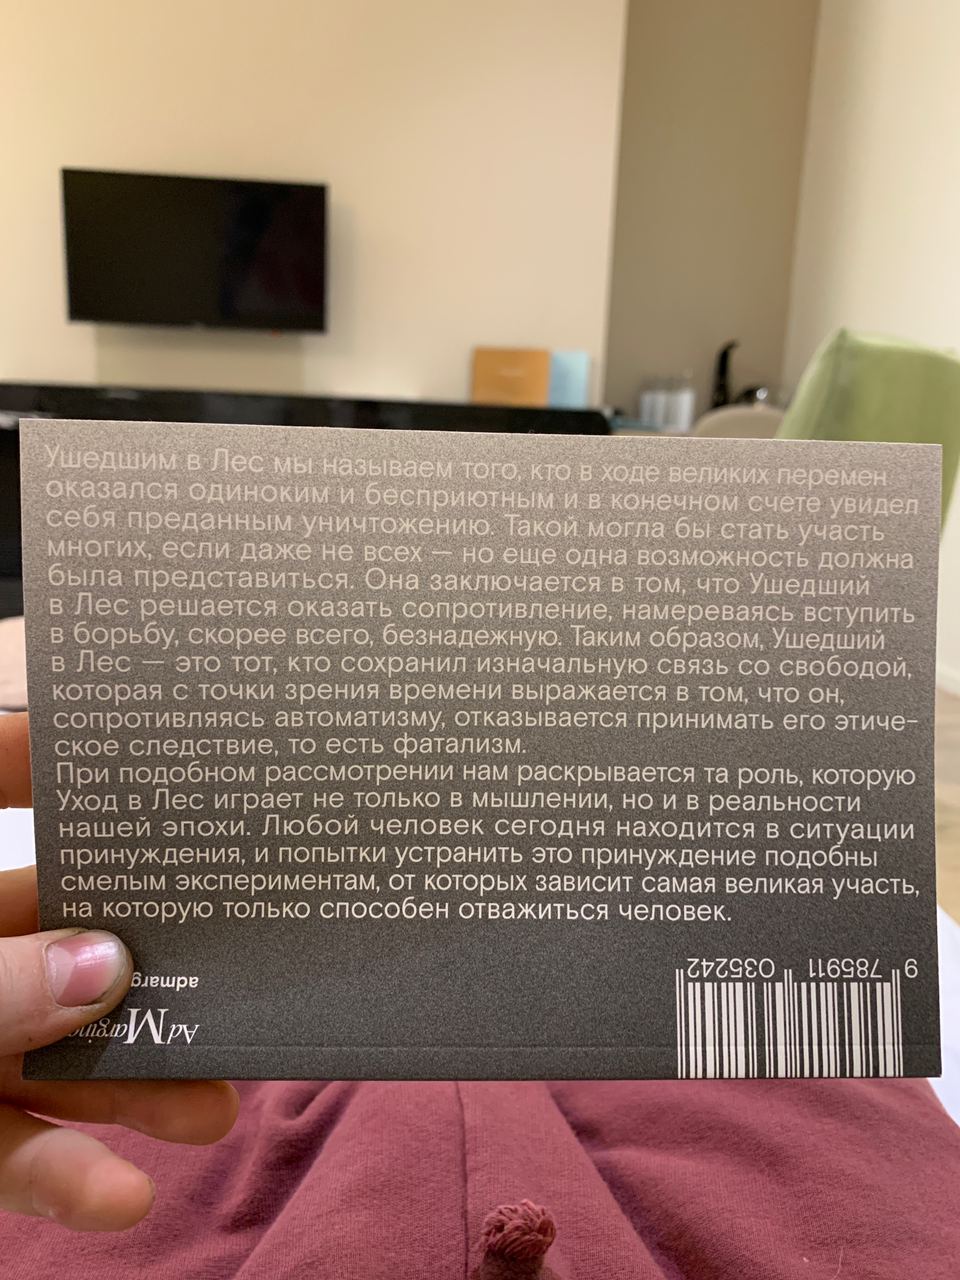 Ушедшим в Лес мы называем того, кто в ходе великих перемен
оказался одиноким и бесприютным и в конечном счете увидел
себя преданным уничтожению. Такой могла бы стать участь
многих, если даже не всех — но еще одна возможность должна
была представиться. Она заключается в том, что Ушедший
в Лес решается оказать сопротивление, намереваясь вступить
в борьбу, скорее всего, безнадежную. Таким образом, Ушедший
в Лес — это тот, кто сохранил изначальную связь со свободой,
которая с точки зрения времени выражается в том, что он,
сопротивляясь автоматизму, отказывается принимать его этиче-
ское следствие, то есть фатализм.
При подобном рассмотрении нам раскрывается та роль, которую
Уход в Лес играет не только в мышлении, но и в реальности
нашей эпохи. Любой человек сегодня находится в ситуации
принуждения, и попытки устранить это принуждение подобны
смелым экспериментам, от которых зависит самая великая участь,
на которую только способен отважиться человек.
9 785911 035242
Ad